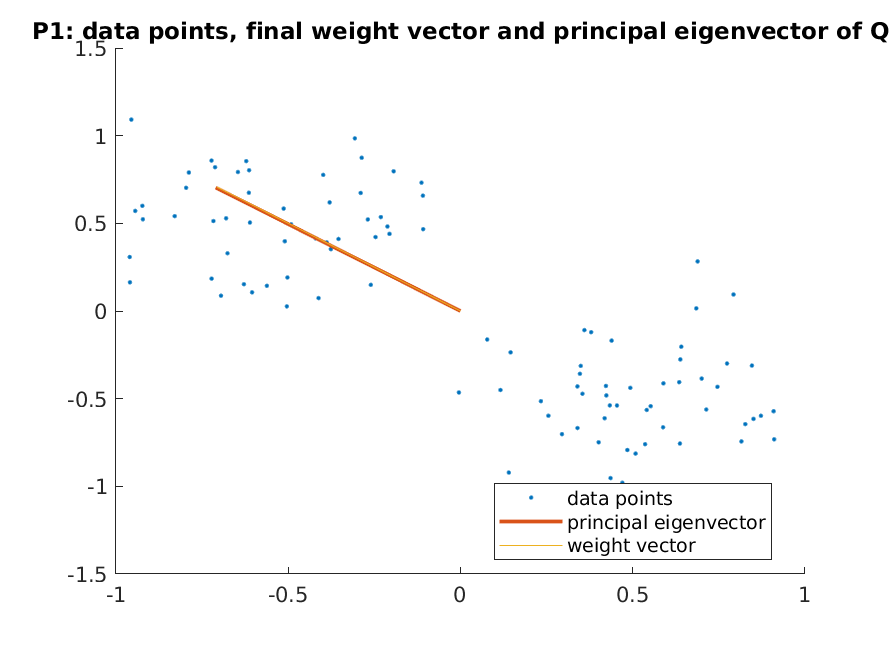 P1: data points, final weight vector and principal eigenvector of Q
1.5
1
0.5
0
-0.5
-1
-1.5
-1 -0.5 0 0.5 1
data points
principal eigenvector
weight vector